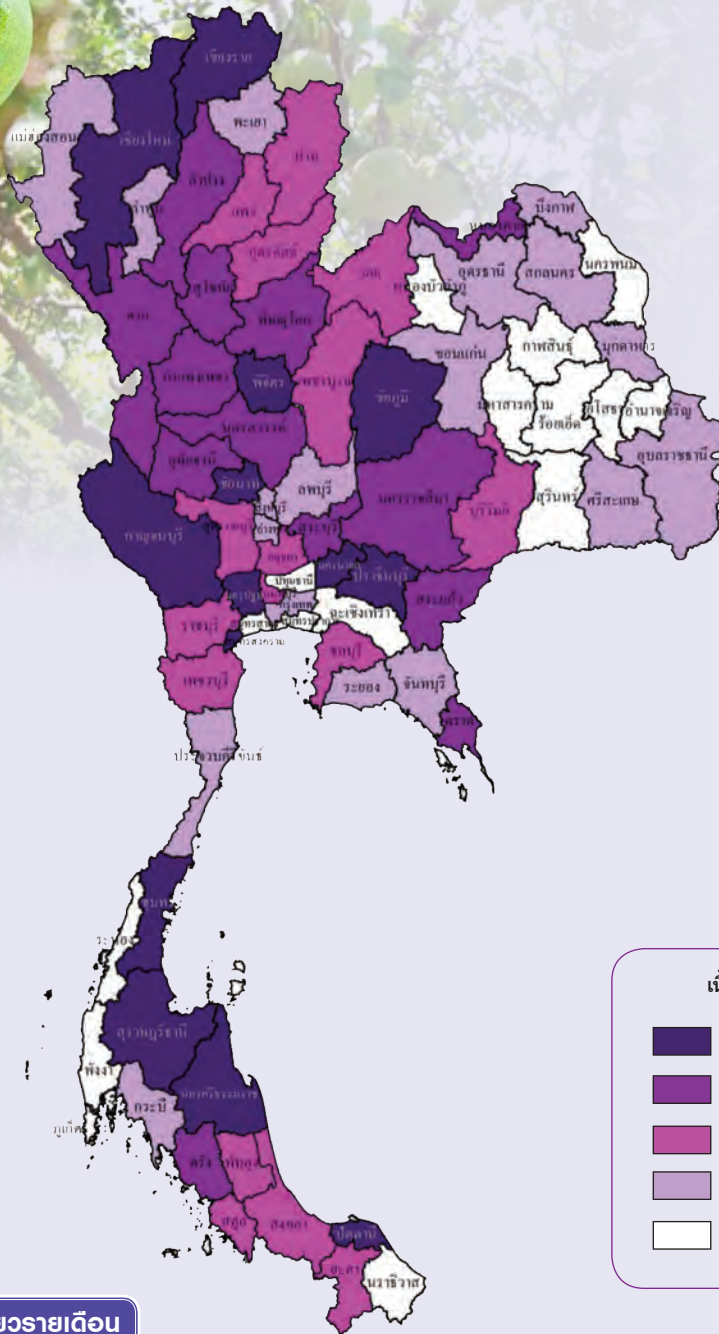 เชียงราย
พะเยา
แม่ฮ่องสอน
เชียงใหม่
น่าน
ลำปาง
ลำพูน
แพร่
อุตรดิตถ์
บึงกาฬ
เลย
อุดรธานี
สกลนคร
นครพนม
สุโขทัย
ตาก
พิษณุโลก
ขอนแก่น
กาฬสินธุ์
มุกดาหาร
กำแพงเพชร
พิจิตร
เพชรบูรณ์
ชัยภูมิ
มหาสารคาม
ร้อยเอ็ด
อำนาจเจริญ
นครสวรรค์
อุบลราชธานี
อุทัยธานี
ชัยนาท
ลพบุรี
นครราชสีมา
บุรีรัมย์
สุรินทร์
ศรีสะเกษ
กาญจนบุรี
สระบุรี
ปทุมธานี
ปราจีนบุรี
นครปฐม
กรุงเทพ
ฉะเชิงเทรา
สระแก้ว
ราชบุรี
ชลบุรี
เพชรบุรี
ระยอง
จันทบุรี
ตราด
ประจวบคีรีขันธ์
ชุมพร
ระนอง
สุราษฎร์ธานี
พังงา
นครศรีธรรมราช
กระบี่
ภูเก็ต
ตรัง
พัทลุง
สตูล
สงขลา
ปัตตานี
ยะลา
นราธิวาส
เนื้
ยวรายเดือน